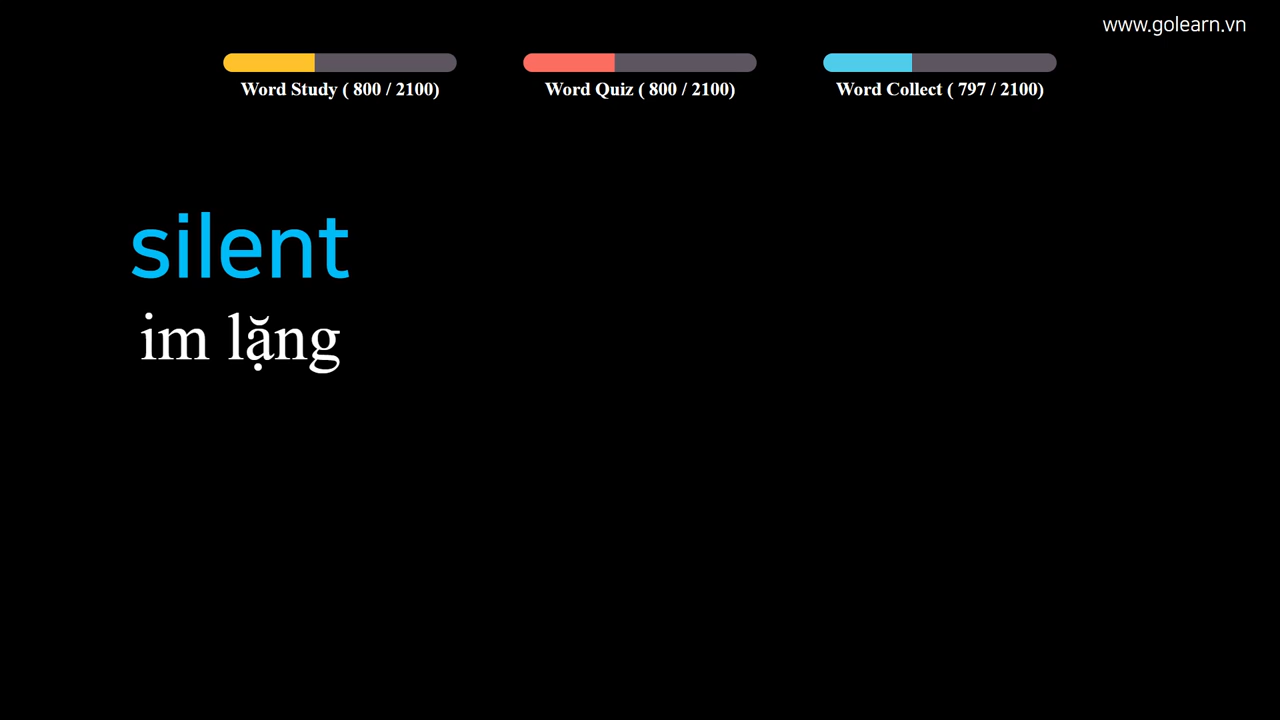 www.golearn.vn
Word Study ( 800 / 2100)
Word Quiz ( 800 / 2100)
Word Collect ( 797 / 2100)
silent
im lặng